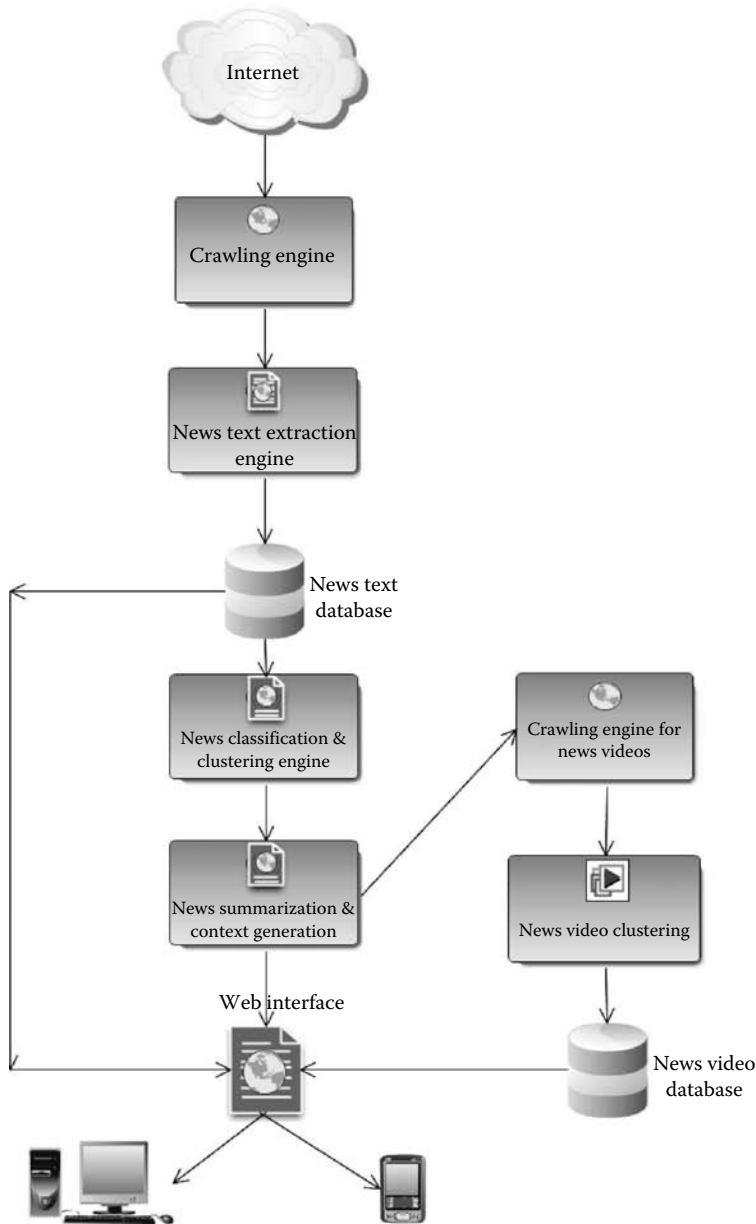 Internet
Crawling engine
News text extraction
engine
News text
database
News classification &
clustering engine
Crawling engine for
news videos
News summarization &
context generation
News video clustering
Web interface
News video
database